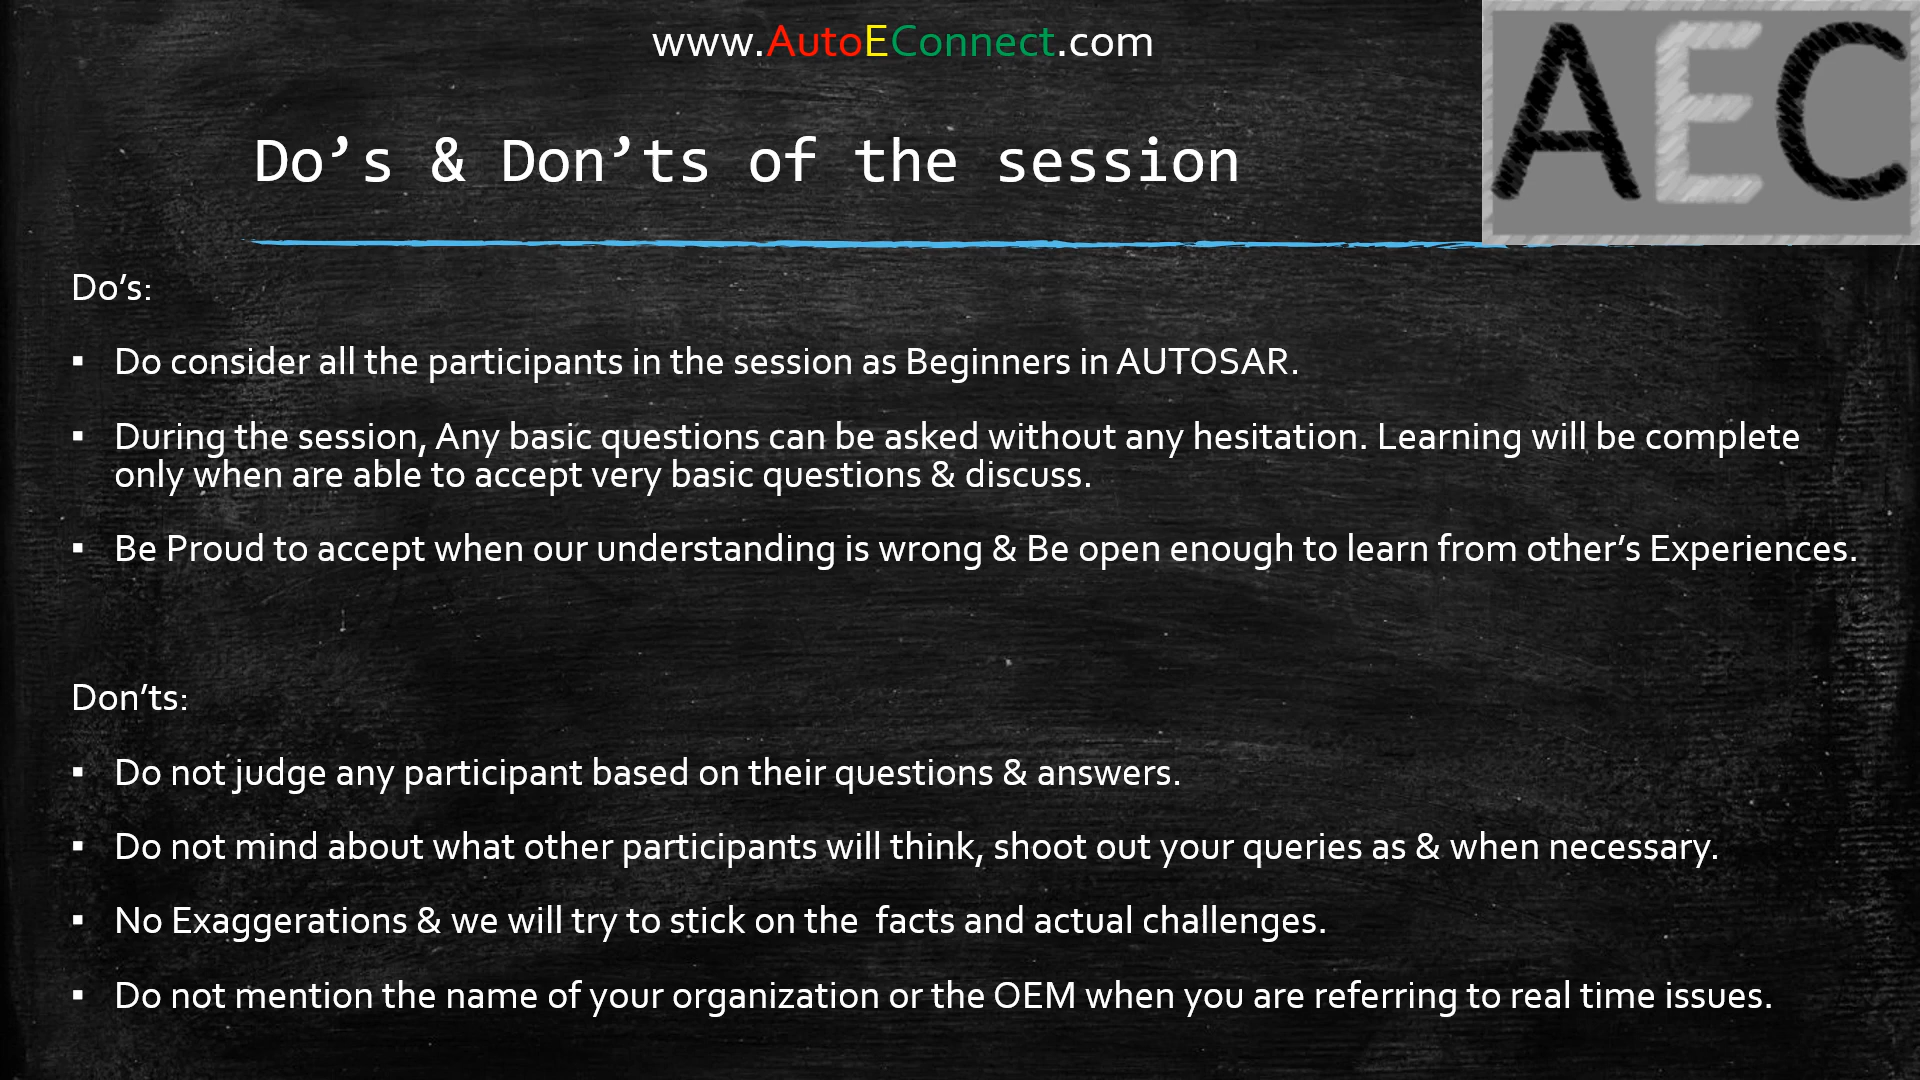 www.AutoEConnect.com
AEC
Do’s & Don’ts of the session
Do’s:
▪ Do consider all the participants in the session as Beginners in AUTOSAR.
▪ During the session, Any basic questions can be asked without any hesitation. Learning will be complete
only when are able to accept very basic questions & discuss.
▪ Be Proud to accept when our understanding is wrong & Be open enough to learn from other’s Experiences.
Don’ts:
▪ Do not judge any participant based on their questions & answers.
▪ Do not mind about what other participants will think, shoot out your queries as & when necessary.
▪ No Exaggerations & we will try to stick on the  facts and actual challenges.
▪ Do not mention the name of your organization or the OEM when you are referring to real time issues.